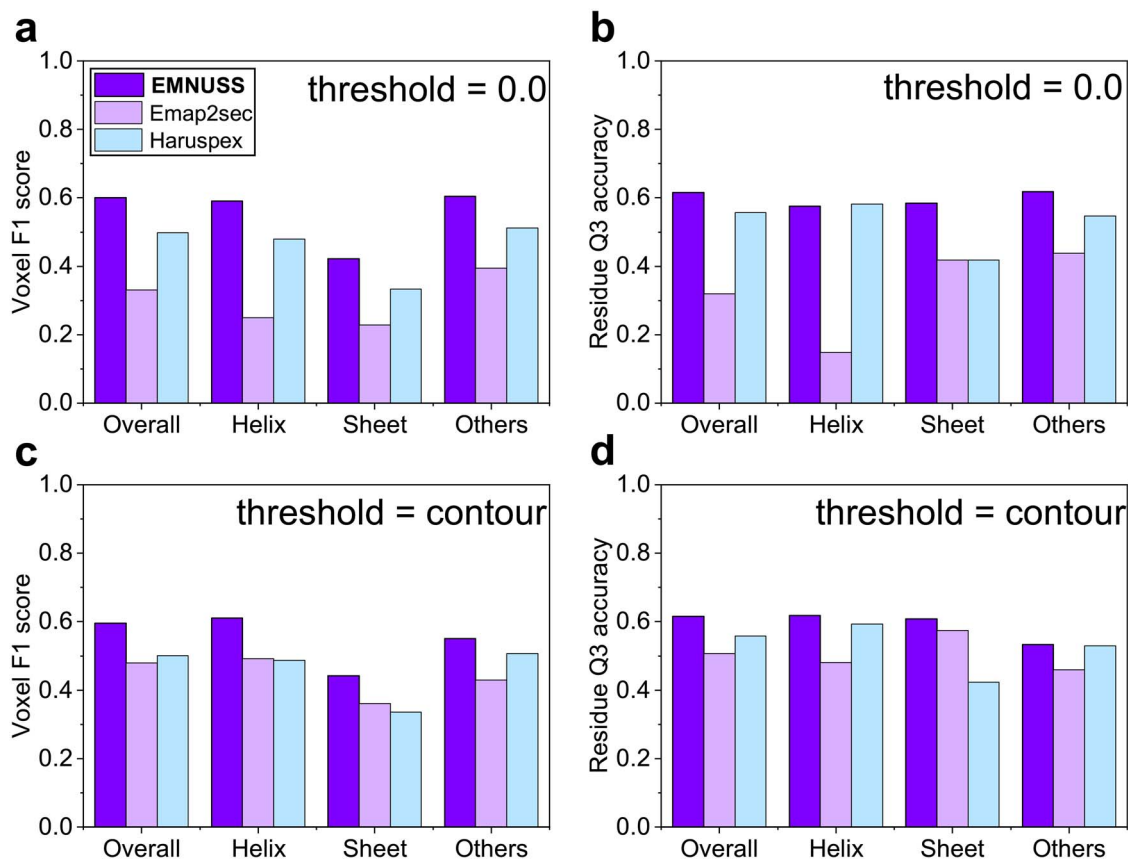 a
1.0
0.8
0.6
0.4
0.2
0.0
Voxel F1 score
EMNUSS
Emap2sec
Haruspex
threshold = 0.0
Overall Helix Sheet Others
b
1.0
0.8
0.6
0.4
0.2
0.0
Residue Q3 accuracy
threshold = 0.0
Overall Helix Sheet Others
c
1.0
0.8
0.6
0.4
0.2
0.0
Voxel F1 score
threshold = contour
Overall Helix Sheet Others
d
1.0
0.8
0.6
0.4
0.2
0.0
Residue Q3 accuracy
threshold = contour
Overall Helix Sheet Others